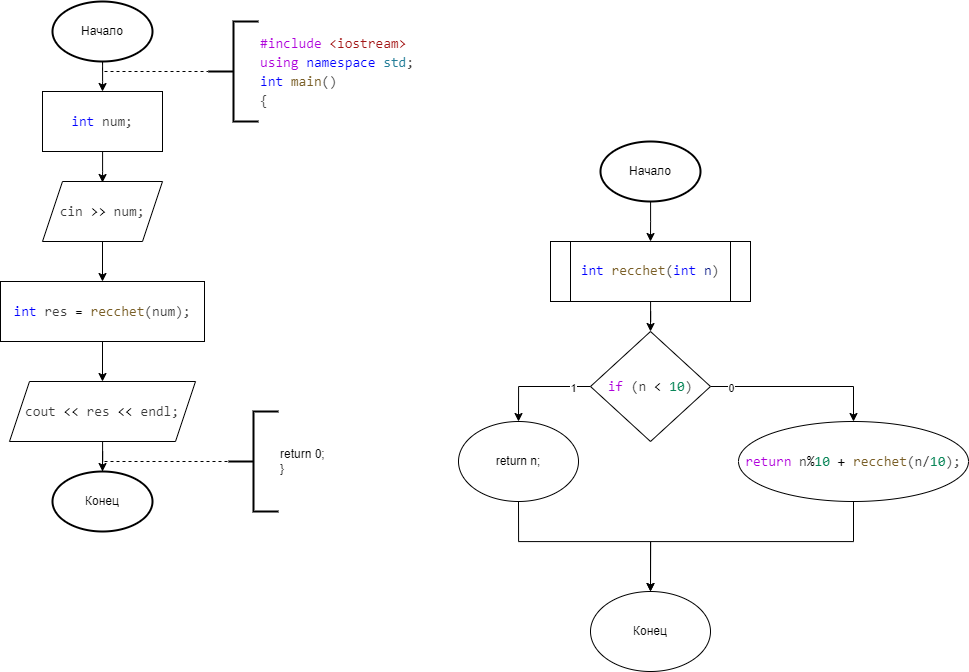 Начало
#include <iostream>
using namespace std;
int main()
{
int num;
cin >> num;
int res = recchet(num);
cout << res << endl;
return 0;
}
Конец
Начало
int recchet(int n)
if (n < 10)
1
0
return n;
return n%10 + recchet(n/10);
Конец